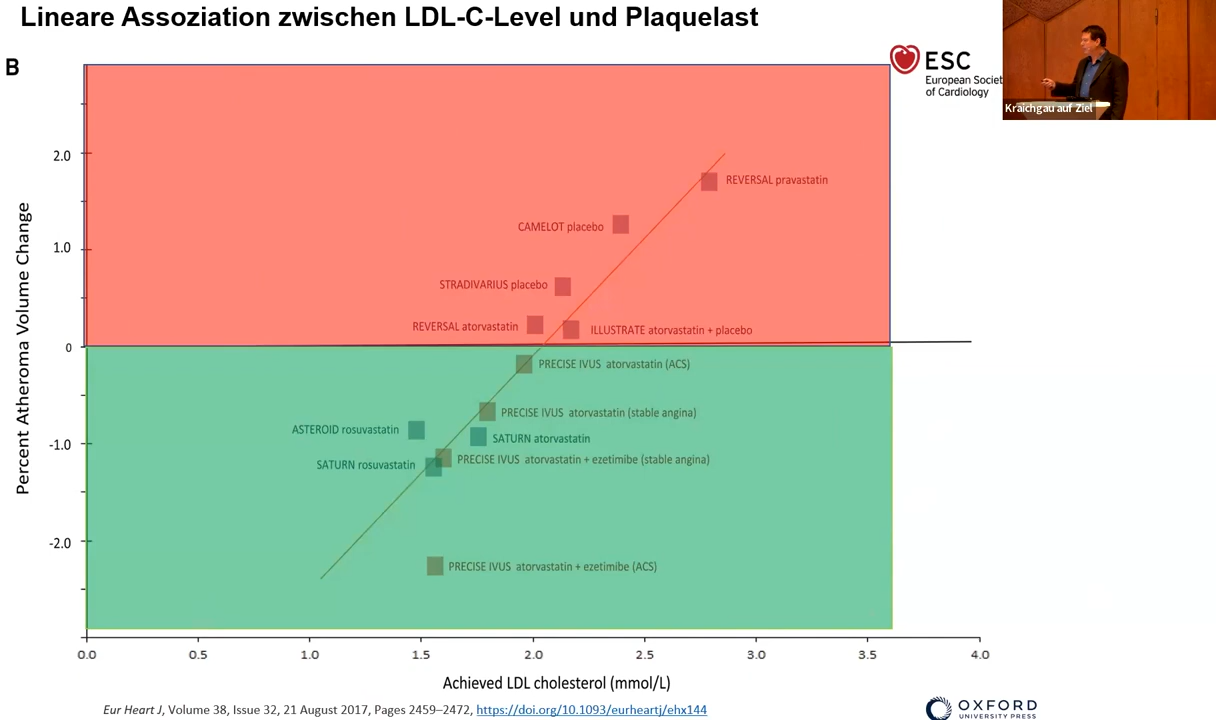 Lineare Assoziation zwischen LDL-C-Level und Plaquelast
B
ESC
European Societ
of Cardiology
Kraichgau auf Ziel
Percent Atheroma Volume Change
2.0
1.0
0
-1.0
-2.0
REVERSAL pravastatin
CAMELOT placebo
STRADIVARIUS placebo
REVERSAL atorvastatin
ILLUSTRATE atorvastatin + placebo
PRECISE IVUS atorvastatin (ACS)
PRECISE IVUS atorvastatin (stable angina)
ASTEROID rosuvastatin
SATURN atorvastatin
PRECISE IVUS atorvastatin + ezetimibe (stable angina)
SATURN rosuvastatin
PRECISE IVUS atorvastatin + ezetimibe (ACS)
0.0 0.5 1.0 1.5 2.0 2.5 3.0 3.5 4.0
Achieved LDL cholesterol (mmol/L)
Eur Heart J, Volume 38, Issue 32, 21 August 2017, Pages 2459–2472, https://doi.org/10.1093/eurheartj/ehx144
OXFORD
UNIVERSITY PRESS